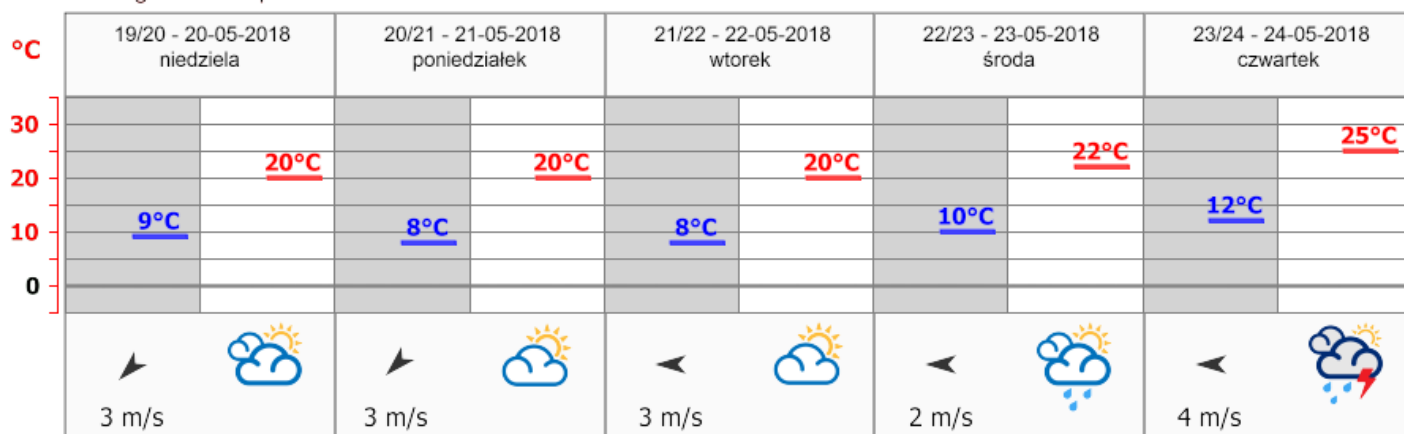 °C
19/20 - 20-05-2018
niedziela
20/21 - 21-05-2018
poniedziałek
21/22 - 22-05-2018
wtorek
22/23 - 23-05-2018
środa
23/24 - 24-05-2018
czwartek
30
20
10
0
9°C
20°C
8°C
20°C
8°C
20°C
10°C
22°C
12°C
25°C
3 m/s
3 m/s
3 m/s
2 m/s
4 m/s